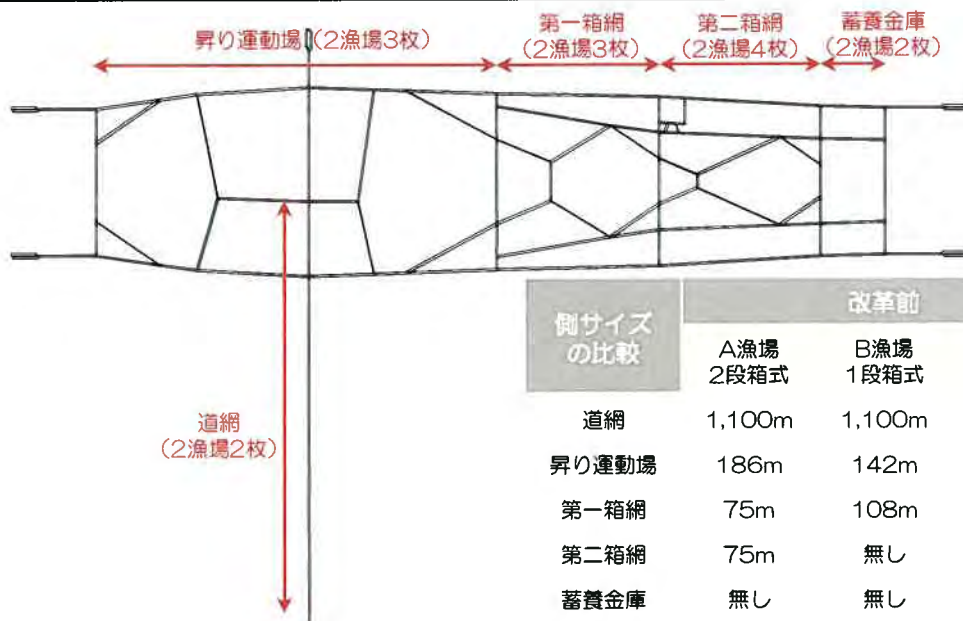 昇り運動場(2漁場3枚)
第一箱網
(2漁場3枚)
第二箱網
(2漁場4枚)
蓄養金庫
(2漁場2枚)
道網
(2漁場2枚)
側サイズ
の比較
改革前
A漁場
2段箱式
B漁場
1段箱式
道網 1,100m 1,100m
昇り運動場 186m 142m
第一箱網 75m 108m
第二箱網 75m 無し
蓄養金庫 無し 無し